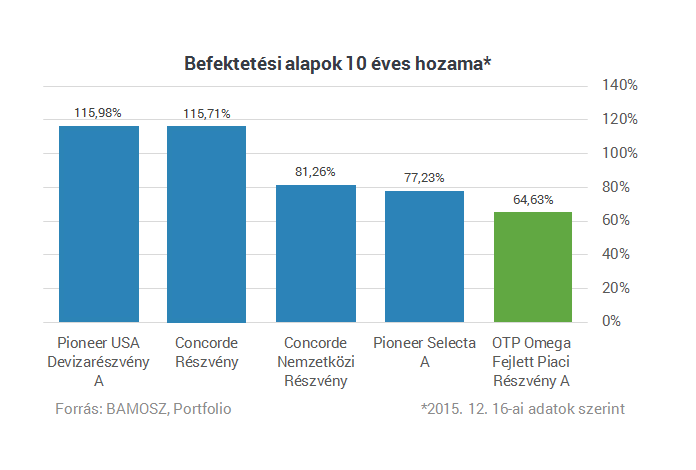 Befektetési alapok 10 éves hozama*
140%
120%
100%
80%
60%
40%
20%
0%
115,98%
115,71%
81,26%
77,23%
64,63%
Pioneer USA
Devizarészvény
A
Concorde
Részvény
Concorde
Nemzetközi
Részvény
Pioneer Selecta
A
OTP Omega
Fejlett Piaci
Részvény A
Forrás: BAMOSZ, Portfolio
*2015. 12. 16-ai adatok szerint